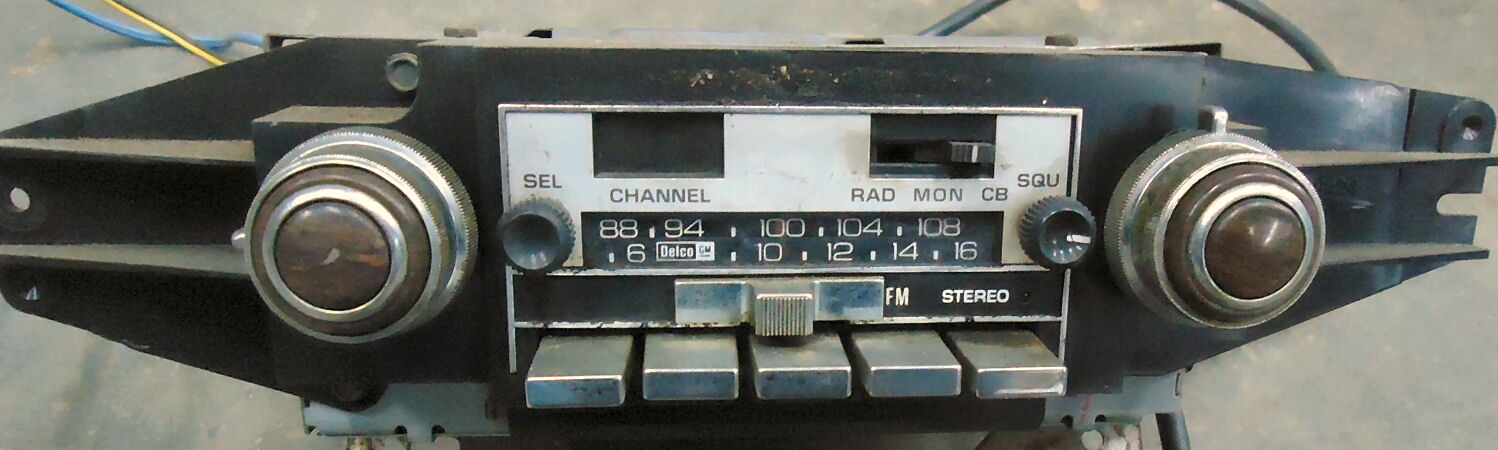 SEL CHANNEL RAD MON CB SQU
88 94 100 104 108
6 Delco GM 10 12 14 16
FM STEREO